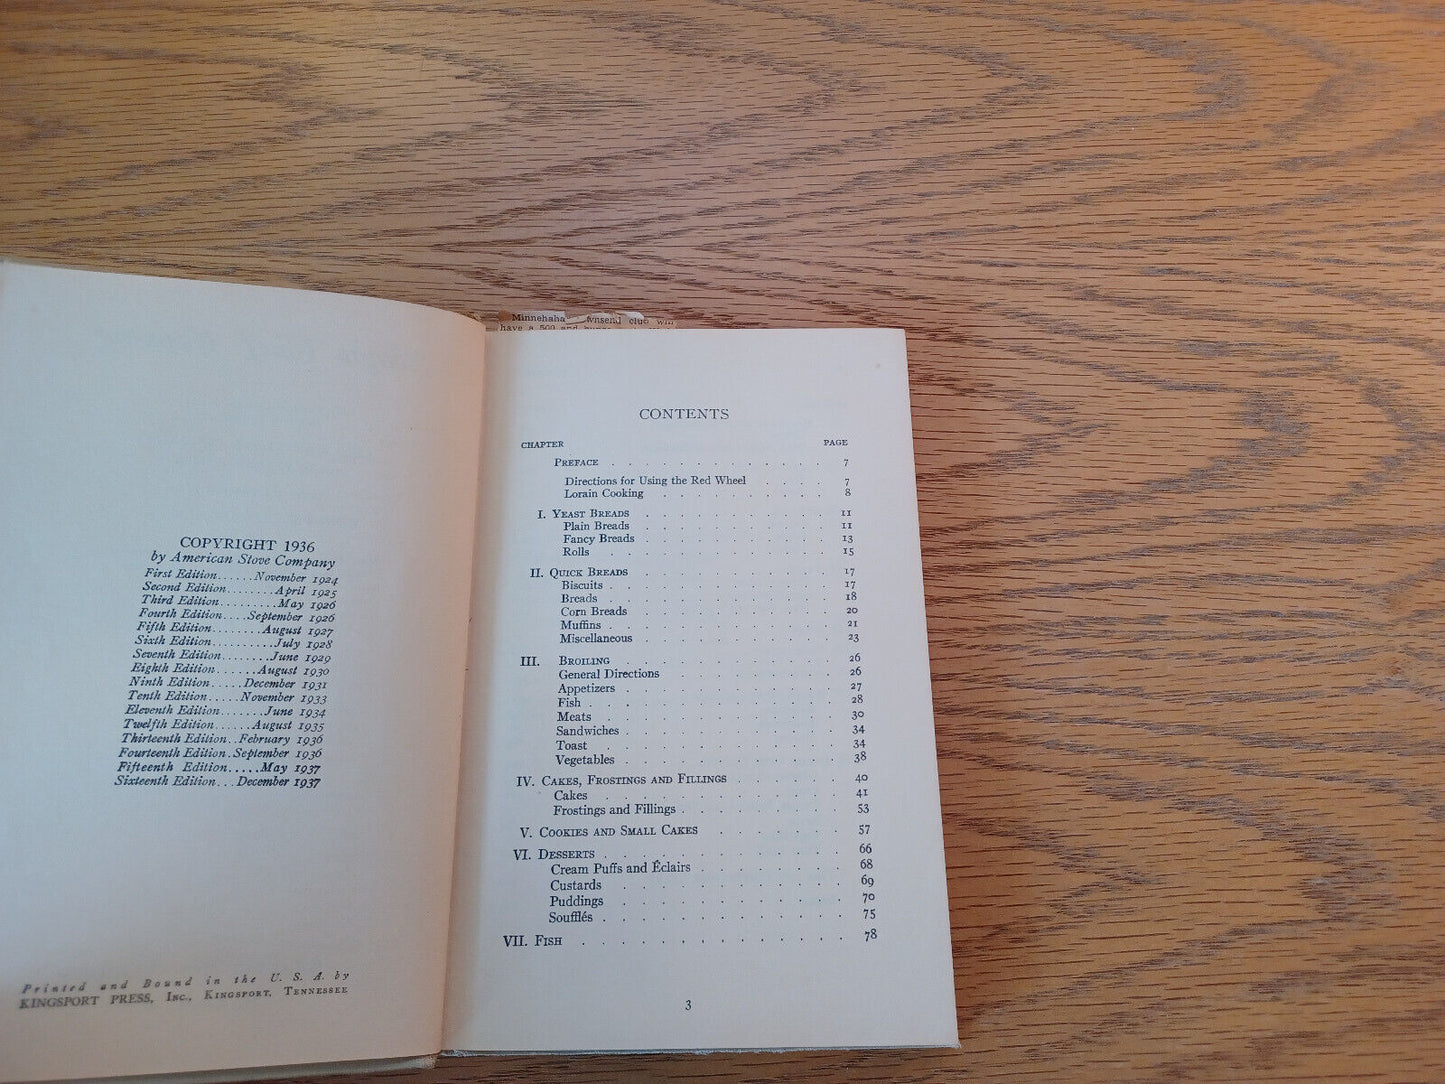 COPYRIGHT 1936
by American Stove Company
First Edition......November 1924
Second Edition.......April 1925
Third Edition.........May 1926
Fourth Edition....September 1926
Fifth Edition........August 1927
Sixth Edition.........July 1928
Seventh Edition.......June 1929
Eighth Edition......August 1930
Ninth Edition.....December 1931
Tenth Edition.....November 1933
Eleventh Edition.......June 1934
Twelfth Edition.....August 1935
Thirteenth Edition..February 1936
Fourteenth Edition.September 1936
Fifteenth Edition.....May 1937
Sixteenth Edition...December 1937
Printed and Bound in the U. S. A. by
KINGSPORT PRESS, Inc., Kingsport, Tennessee
Minnehaha
have a 500 and
CONTENTS
CHAPTER PAGE
Preface . . . . . . . . . . . . 7
Directions for Using the Red Wheel . . . . 7
Lorain Cooking . . . . . . . . . . 8
I. Yeast Breads . . . . . . . . . . 11
Plain Breads . . . . . . . . . . 11
Fancy Breads . . . . . . . . . . 13
Rolls . . . . . . . . . . . 15
II. Quick Breads . . . . . . . . . . 17
Biscuits . . . . . . . . . . . 17
Breads . . . . . . . . . . . 18
Corn Breads . . . . . . . . . . 20
Muffins . . . . . . . . . . . 21
Miscellaneous . . . . . . . . . . 23
III. Broiling . . . . . . . . . . 26
General Directions . . . . . . . . 26
Appetizers . . . . . . . . . . 27
Fish . . . . . . . . . . . . 28
Meats . . . . . . . . . . . 30
Sandwiches . . . . . . . . . . 34
Toast . . . . . . . . . . . 34
Vegetables . . . . . . . . . . 38
IV. Cakes, Frostings and Fillings . . . . . 40
Cakes . . . . . . . . . . . 41
Frostings and Fillings . . . . . . . 53
V. Cookies and Small Cakes . . . . . . 57
VI. Desserts . . . . . . . . . . . 66
Cream Puffs and Éclairs . . . . . . 68
Custards . . . . . . . . . . 69
Puddings . . . . . . . . . . 70
Soufflés . . . . . . . . . . . 75
VII. Fish . . . . . . . . . . . 78
3